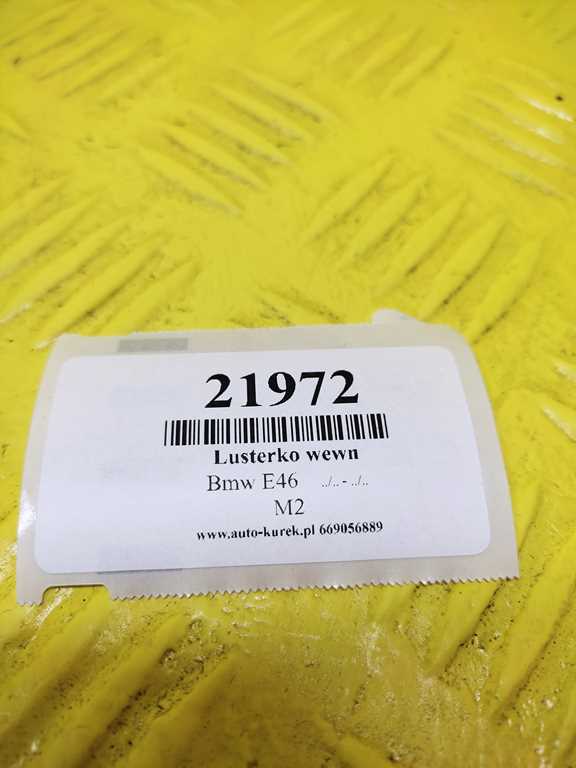 21972
Lusterko wewn
Bmw E46 ../.. - ../..
M2
www.auto-kurek.pl 669056889